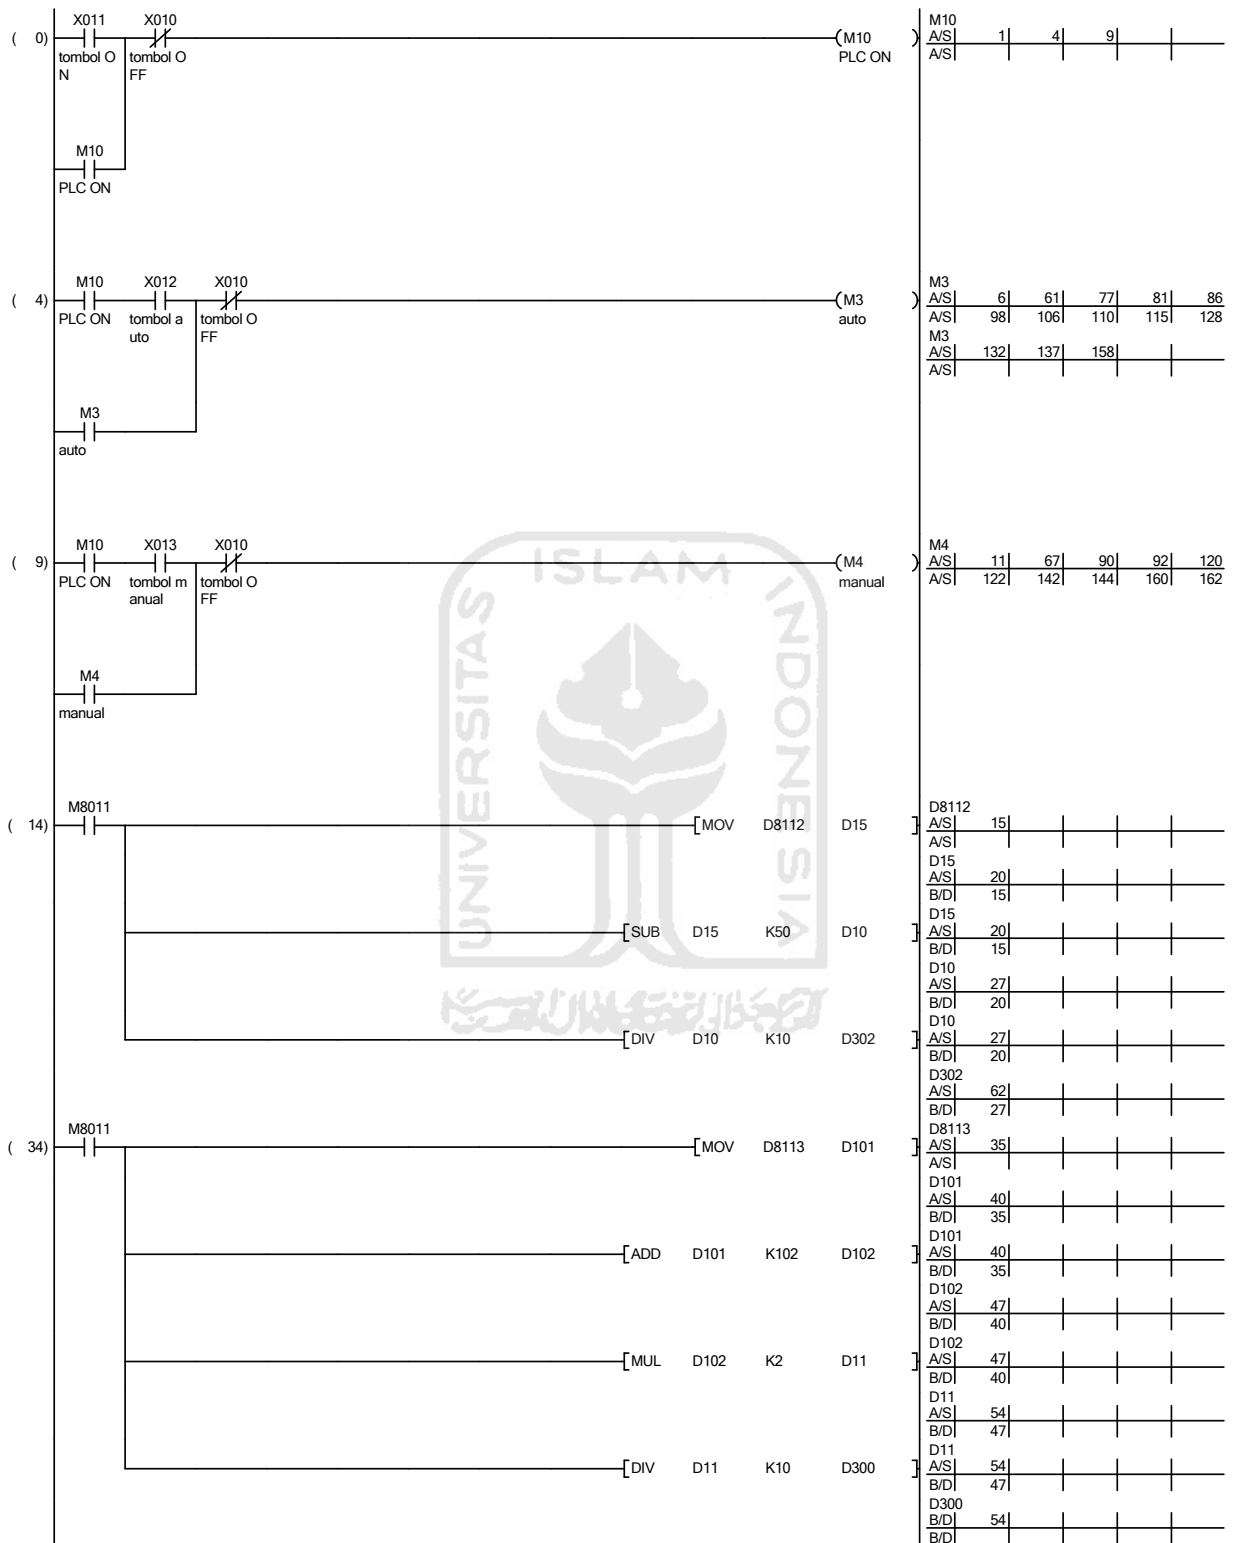 X011 X010 M10
( 0) (M10 ) A/S 1 4 9
tombol O tombol O PLC ON A/S
N FF
M10
PLC ON
M10 X012 X010 M3
( 4) (M3 ) A/S 6 61 77 81 86
PLC ON tombol a tombol O auto A/S 98 106 110 115 128
uto FF M3
A/S 132 137 158
A/S
M3
auto
M10 X013 X010 M4
( 9) (M4 ) A/S 11 67 90 92 120
PLC ON tombol m tombol O manual A/S 122 142 144 160 162
anual FF
M4
manual
M8011 D8112
( 14) [MOV D8112 D15 ] A/S 15
A/S
D15
A/S 20
B/D 15
D15
[SUB D15 K50 D10 ] A/S 20
B/D 15
D10
A/S 27
B/D 20
D10
[DIV D10 K10 D302 ] A/S 27
B/D 20
D302
A/S 62
B/D 27
M8011 D8113
( 34) [MOV D8113 D101 ] A/S 35
A/S
D101
A/S 40
B/D 35
D101
[ADD D101 K102 D102 ] A/S 40
B/D 35
D102
A/S 47
B/D 40
D102
[MUL D102 K2 D11 ] A/S 47
B/D 40
D11
A/S 54
B/D 47
D11
[DIV D11 K10 D300 ] A/S 54
B/D 47
D300
B/D 54
B/D
UNIVERSITAS
ISLAM
INDONESIA